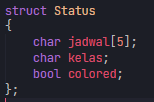 struct Status
{
    char jadwal[5];
    char kelas;
    bool colored;
};